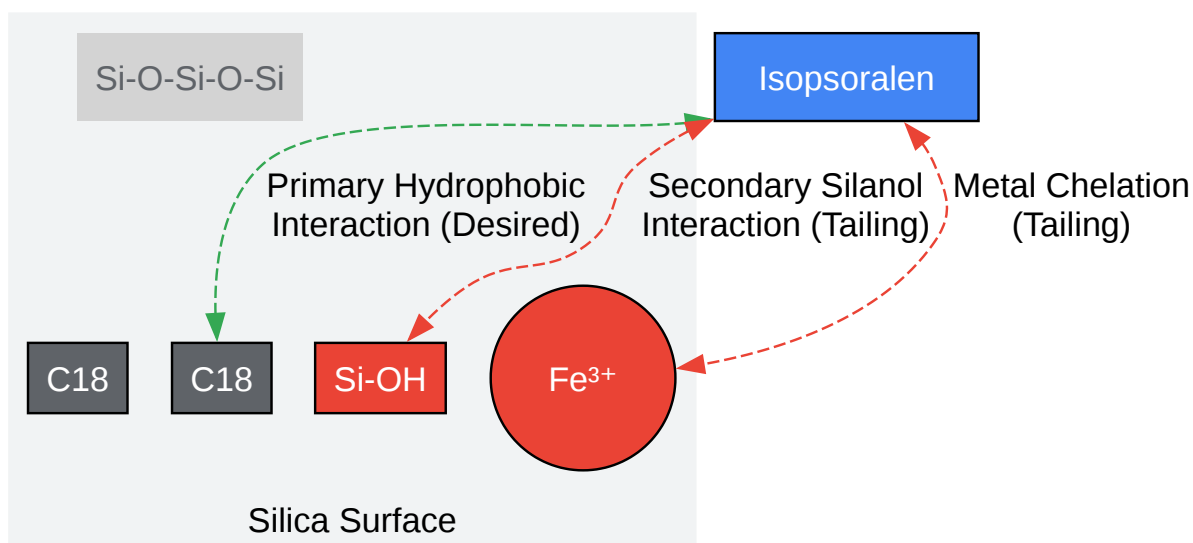 Si-O-Si-O-Si
Isopsoralen
Primary Hydrophobic
Interaction (Desired)
Secondary Silanol
Interaction (Tailing)
Metal Chelation
(Tailing)
C18
C18
Si-OH
Fe³⁺
Silica Surface